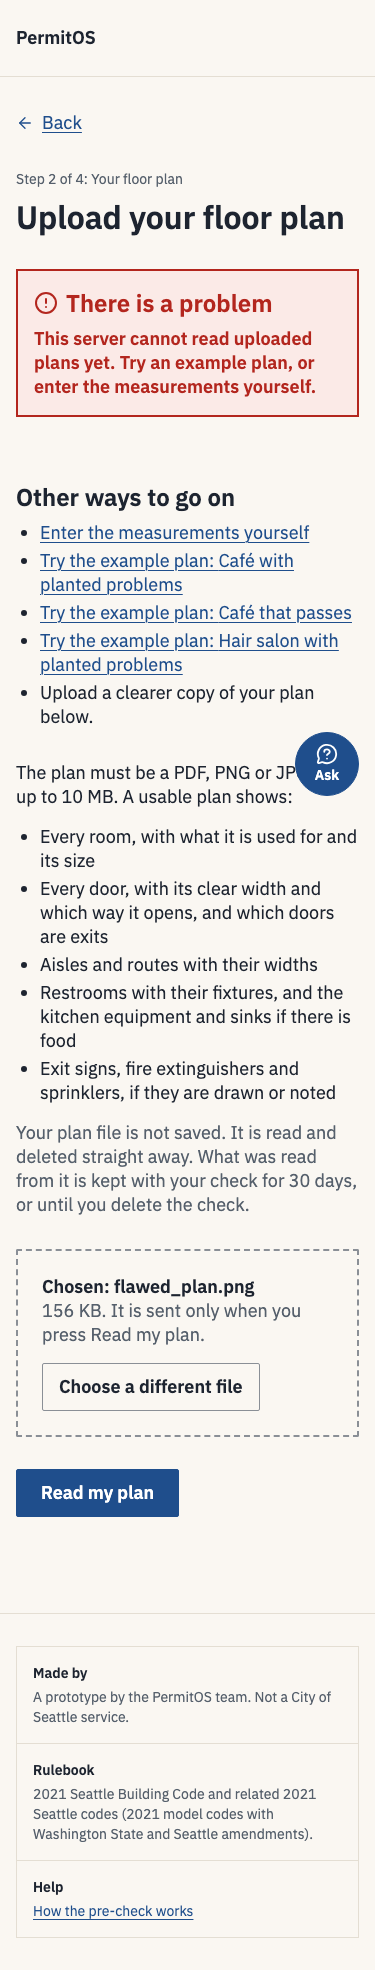 PermitOS
Back
Step 2 of 4: Your floor plan
Upload your floor plan
There is a problem
This server cannot read uploaded
plans yet. Try an example plan, or
enter the measurements yourself.
Other ways to go on
Enter the measurements yourself
Try the example plan: Café with
planted problems
Try the example plan: Café that passes
Try the example plan: Hair salon with
planted problems
Upload a clearer copy of your plan
below.
Ask
The plan must be a PDF, PNG or JP
up to 10 MB. A usable plan shows:
Every room, with what it is used for and
its size
Every door, with its clear width and
which way it opens, and which doors
are exits
Aisles and routes with their widths
Restrooms with their fixtures, and the
kitchen equipment and sinks if there is
food
Exit signs, fire extinguishers and
sprinklers, if they are drawn or noted
Your plan file is not saved. It is read and
deleted straight away. What was read
from it is kept with your check for 30 days,
or until you delete the check.
Chosen: flawed_plan.png
156 KB. It is sent only when you
press Read my plan.
Choose a different file
Read my plan
Made by
A prototype by the PermitOS team. Not a City of
Seattle service.
Rulebook
2021 Seattle Building Code and related 2021
Seattle codes (2021 model codes with
Washington State and Seattle amendments).
Help
How the pre-check works